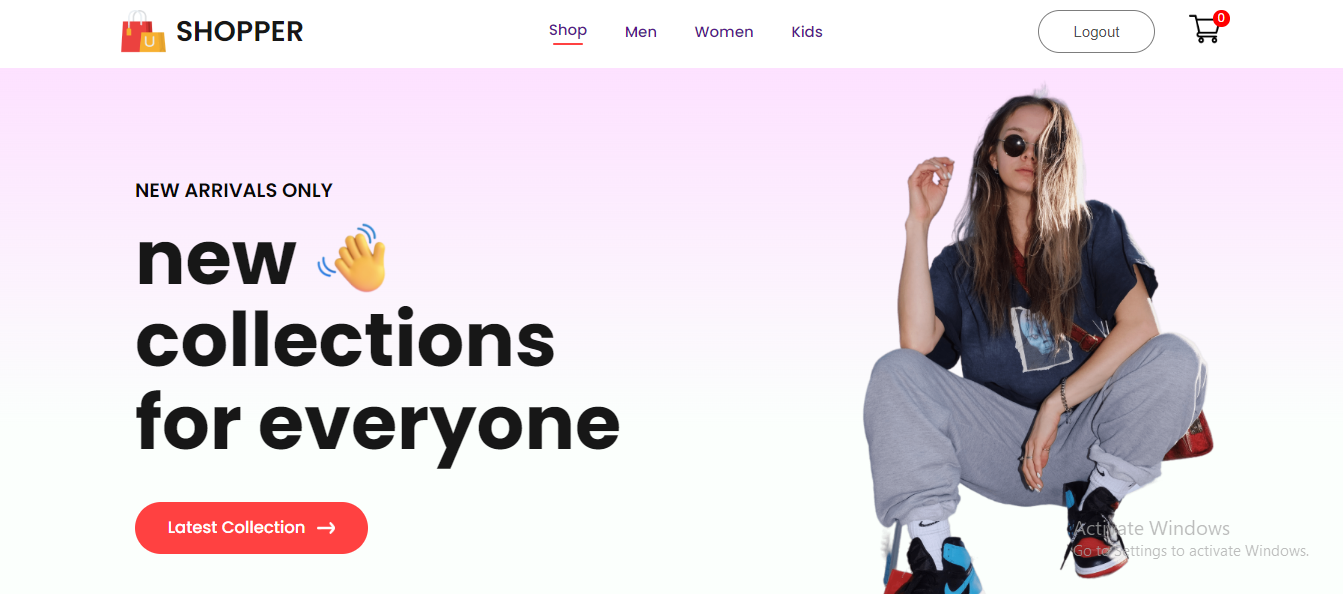 SHOPPER
Shop
Men
Women
Kids
Logout
0
NEW ARRIVALS ONLY
new
collections
for everyone
Latest Collection
Activate Windows
Go to Settings to activate Windows.
U